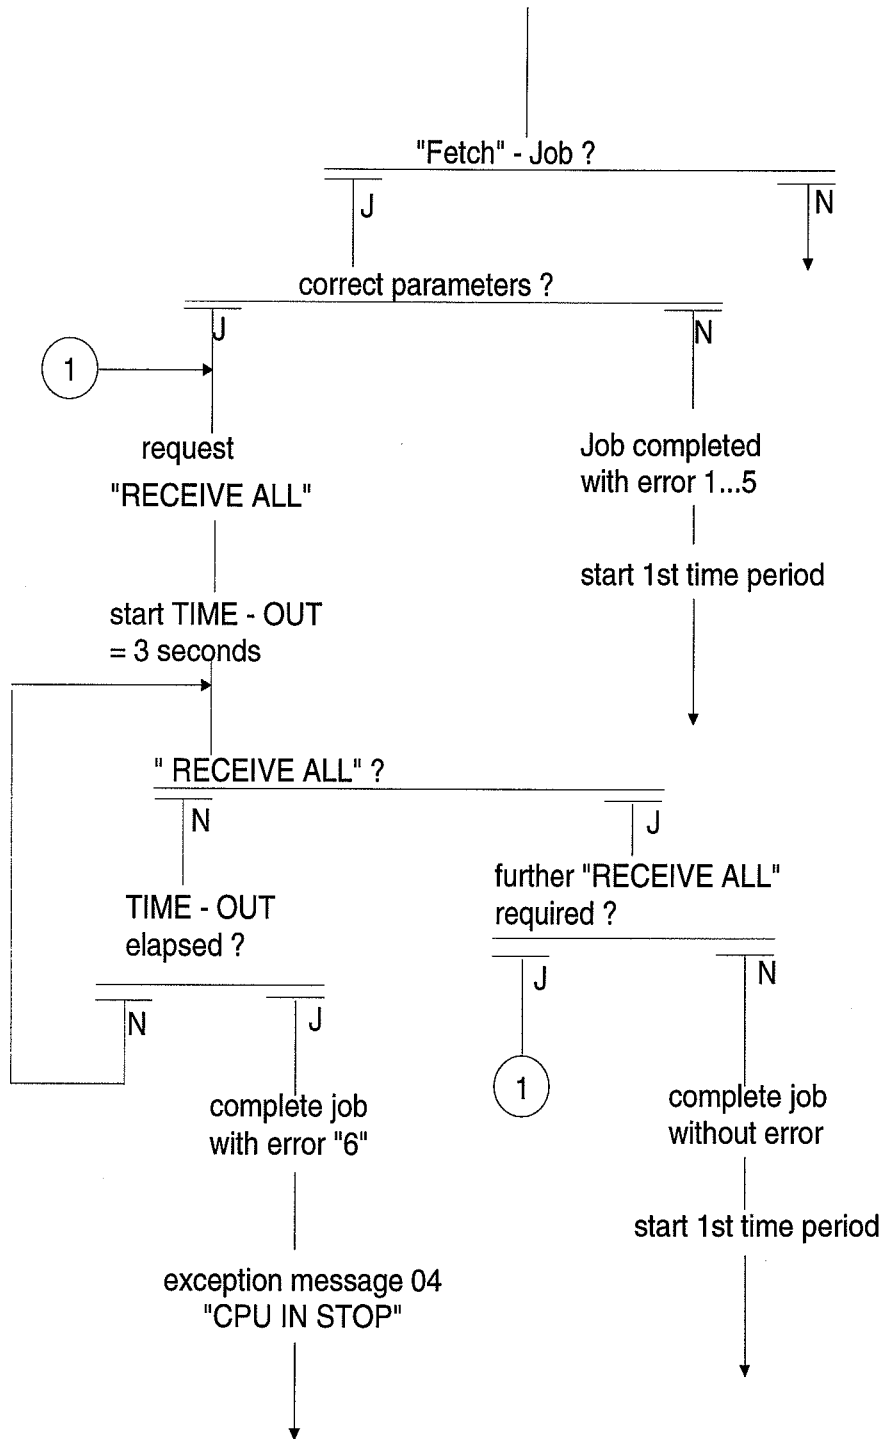 "Fetch" - Job ?
J
N
correct parameters ?
J
N
1
request
"RECEIVE ALL"
Job completed
with error 1...5
start 1st time period
start TIME - OUT
= 3 seconds
" RECEIVE ALL" ?
N
J
TIME - OUT
elapsed ?
further "RECEIVE ALL"
required ?
N
J
J
N
1
complete job
with error "6"
complete job
without error
start 1st time period
exception message 04
"CPU IN STOP"